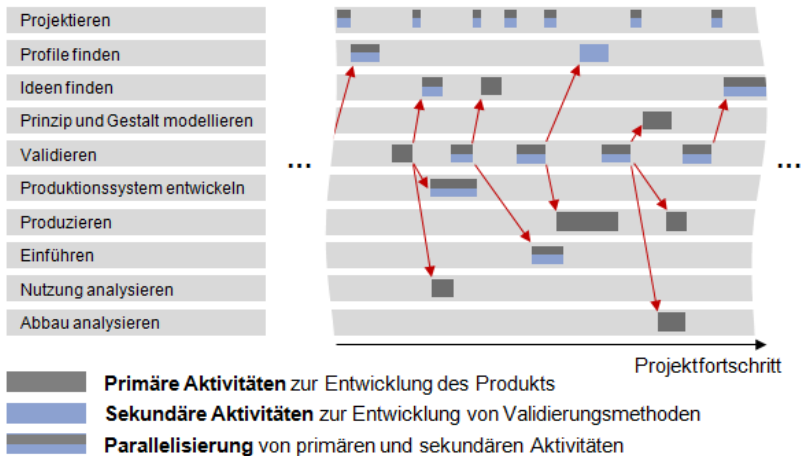 Projektieren
Profile finden
Ideen finden
Prinzip und Gestalt modellieren
Validieren
... ...
Produktionssystem entwickeln
Produzieren
Einführen
Nutzung analysieren
Abbau analysieren
Projektfortschritt
Primäre Aktivitäten zur Entwicklung des Produkts
Sekundäre Aktivitäten zur Entwicklung von Validierungsmethoden
Parallelisierung von primären und sekundären Aktivitäten